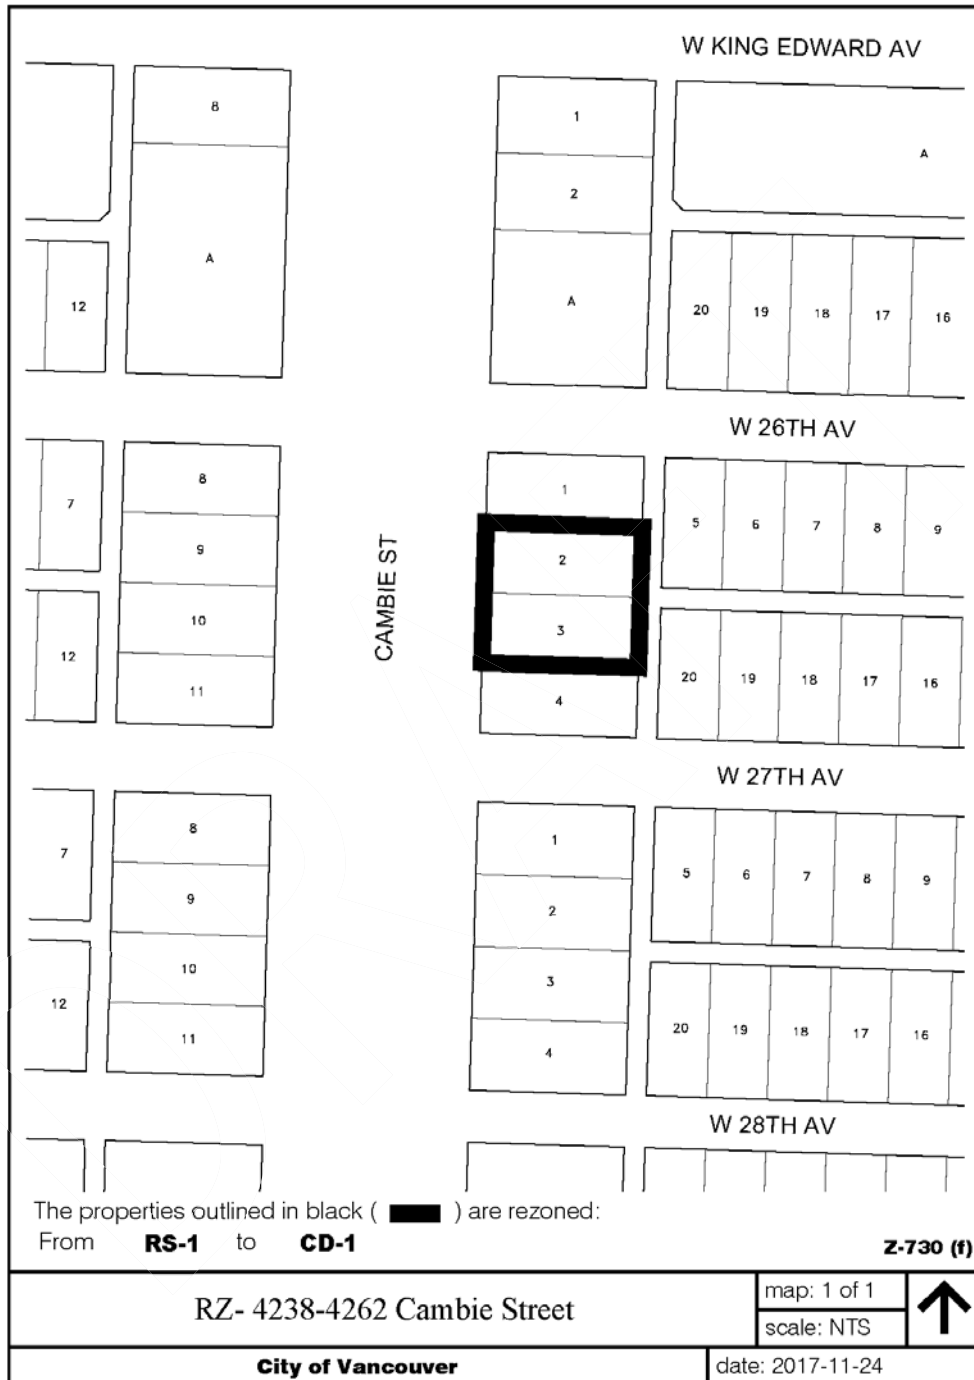 W KING EDWARD AV
8
1
A
2
A
12
A
20 19 18 17 16
W 26TH AV
8
1
7
5 6 7 8 9
9
2
CAMBIE ST
10
3
12
20 19 18 17 16
11
4
W 27TH AV
8
1
7
5 6 7 8 9
9
2
10
3
12
20 19 18 17 16
11
4
W 28TH AV
The properties outlined in black ( ) are rezoned:
From RS-1 to CD-1
Z-730 (f)
RZ- 4238-4262 Cambie Street
map: 1 of 1
scale: NTS
City of Vancouver
date: 2017-11-24